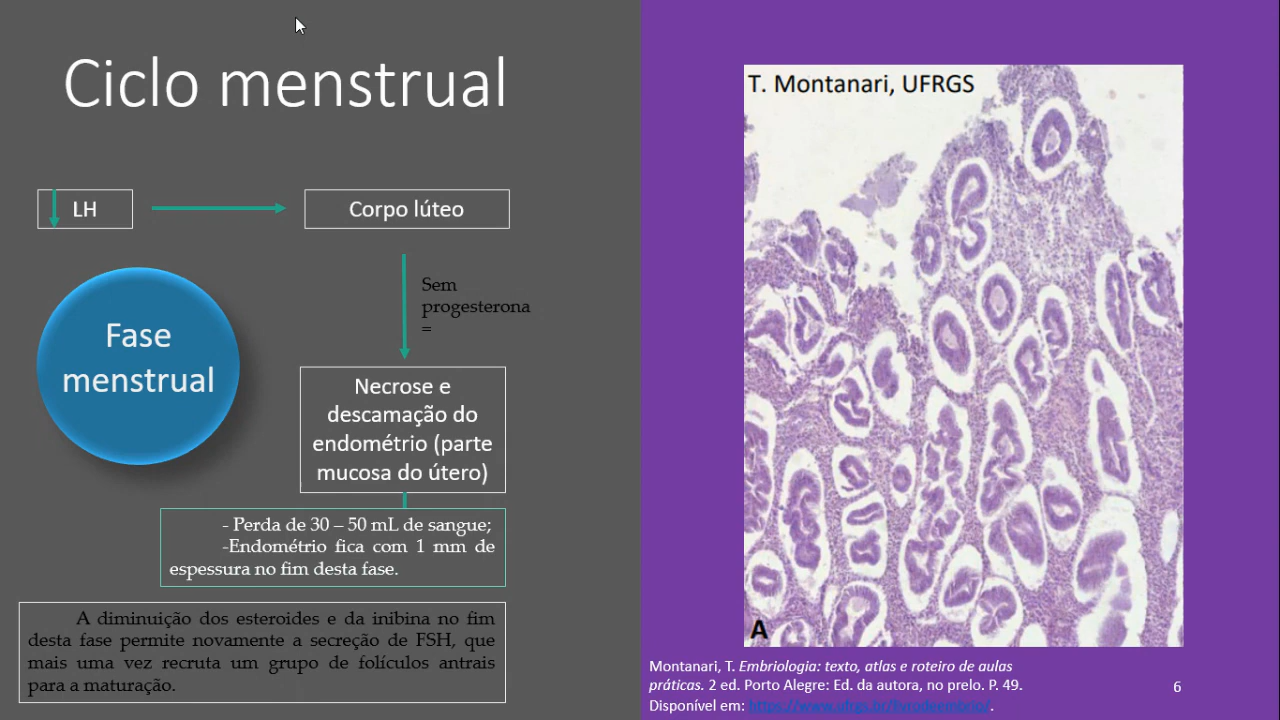 Ciclo menstrual
LH
Corpo lúteo
Sem
progesterona
=
Fase
menstrual
Necrose e
descamação do
endométrio (parte
mucosa do útero)
- Perda de 30 – 50 mL de sangue;
-Endométrio fica com 1 mm de
espessura no fim desta fase.
A diminuição dos esteroides e da inibina no fim
desta fase permite novamente a secreção de FSH, que
mais uma vez recruta um grupo de folículos antrais
para a maturação.
T. Montanari, UFRGS
A
Montanari, T. Embriologia: texto, atlas e roteiro de aulas
práticas. 2 ed. Porto Alegre: Ed. da autora, no prelo. P. 49.
Disponível em: https://www.ufrgs.br/livrodeembrio/.
6